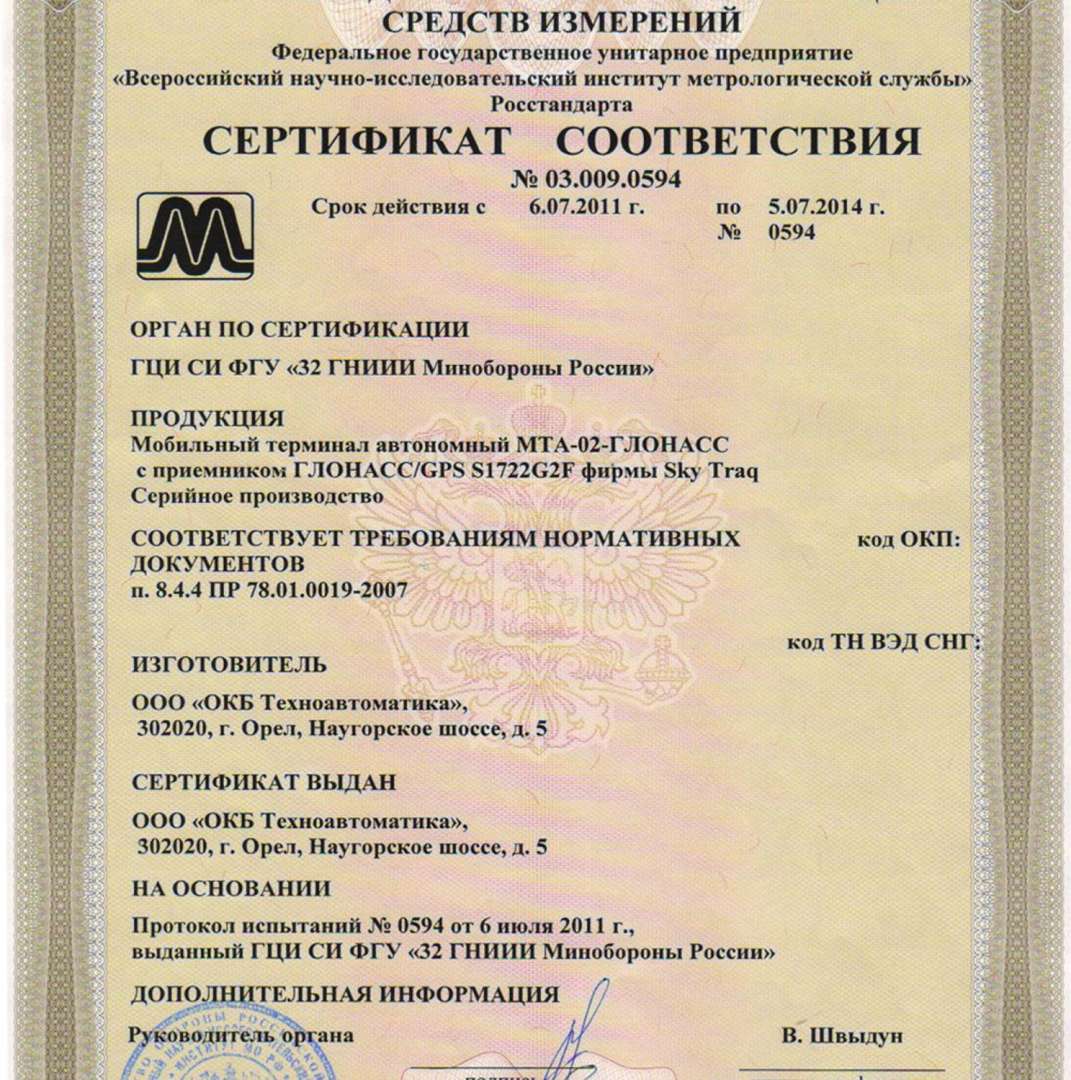 СРЕДСТВ ИЗМЕРЕНИЙ
Федеральное государственное унитарное предприятие
«Всероссийский научно-исследовательский институт метрологической службы»
Росстандарта
СЕРТИФИКАТ СООТВЕТСТВИЯ
№ 03.009.0594
Срок действия с 6.07.2011 г. по 5.07.2014 г.
№ 0594
ОРГАН ПО СЕРТИФИКАЦИИ
ГЦИ СИ ФГУ «32 ГНИИИ Минобороны России»
ПРОДУКЦИЯ
Мобильный терминал автономный МТА-02-ГЛОНАСС
с приемником ГЛОНАСС/GPS S1722G2F фирмы Sky Traq
Серийное производство
СООТВЕТСТВУЕТ ТРЕБОВАНИЯМ НОРМАТИВНЫХ код ОКП:
ДОКУМЕНТОВ
п. 8.4.4 ПР 78.01.0019-2007
код ТН ВЭД СНГ:
ИЗГОТОВИТЕЛЬ
ООО «ОКБ Техноавтоматика»,
302020, г. Орел, Наугорское шоссе, д. 5
СЕРТИФИКАТ ВЫДАН
ООО «ОКБ Техноавтоматика»,
302020, г. Орел, Наугорское шоссе, д. 5
НА ОСНОВАНИИ
Протокол испытаний № 0594 от 6 июля 2011 г.,
выданный ГЦИ СИ ФГУ «32 ГНИИИ Минобороны России»
ДОПОЛНИТЕЛЬНАЯ ИНФОРМАЦИЯ
Руководитель органа В. Швыдун